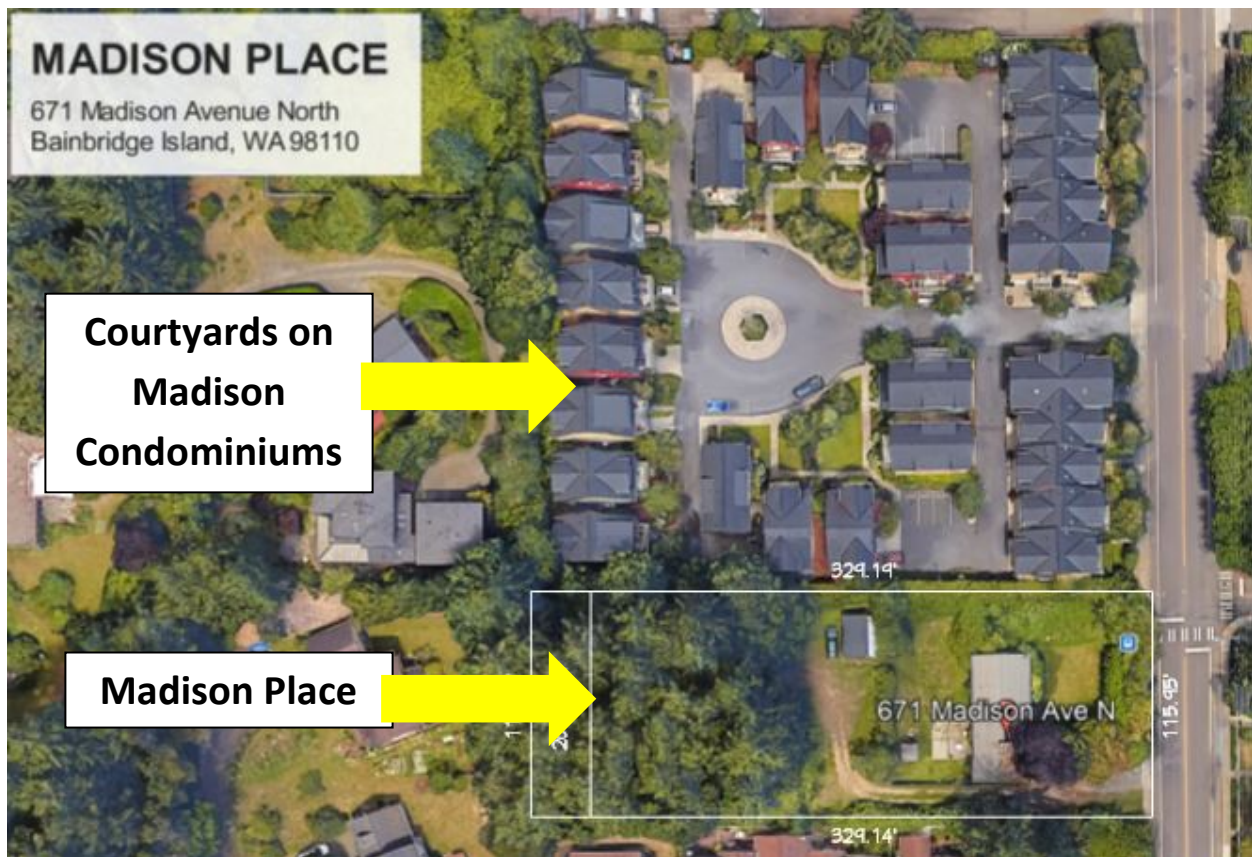 MADISON PLACE
671 Madison Avenue North
Bainbridge Island, WA 98110
Courtyards on
Madison
Condominiums
329.19'
Madison Place
671 Madison Ave N
115.95'
329.14'